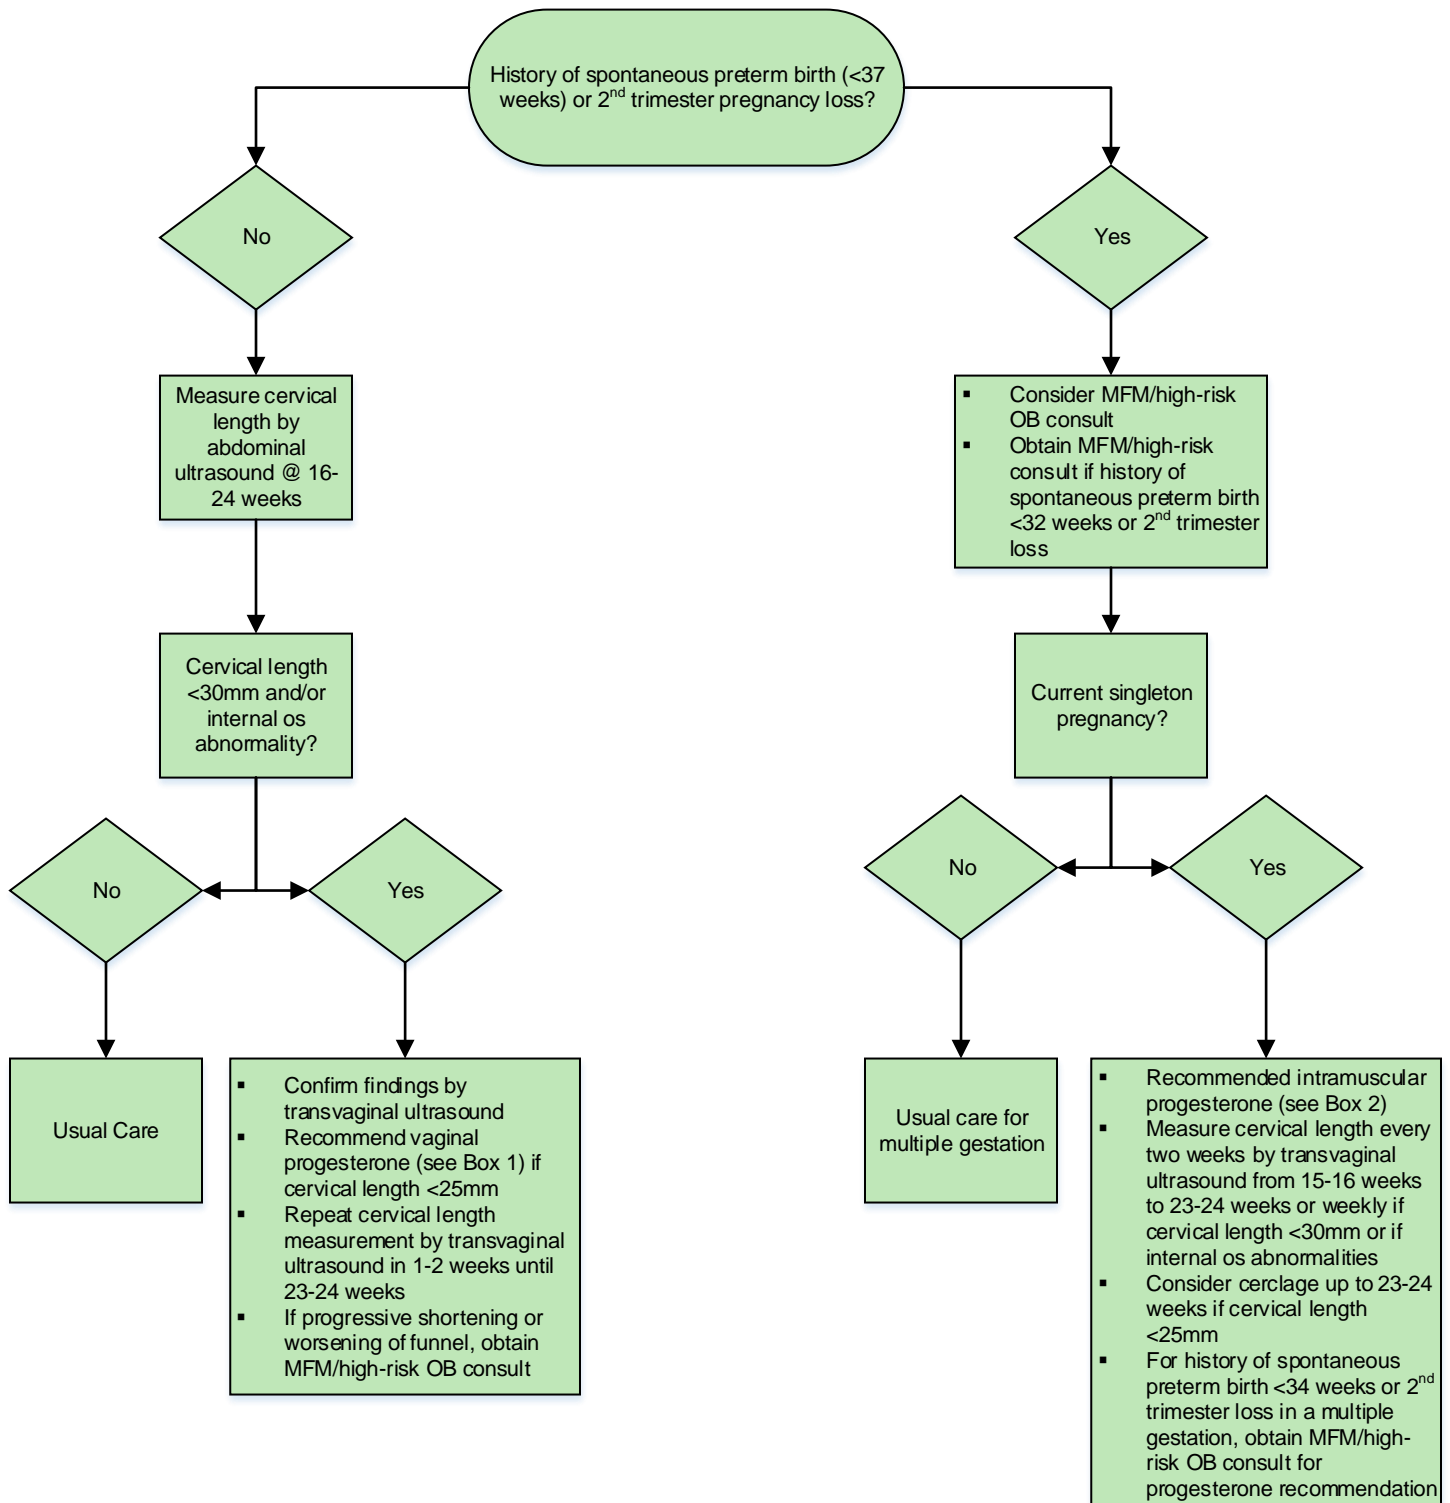 History of spontaneous preterm birth (<37
weeks) or 2nd trimester pregnancy loss?
No
Yes
Measure cervical
length by
abdominal
ultrasound @ 16-
24 weeks
▪ Consider MFM/high-risk
OB consult
▪ Obtain MFM/high-risk
consult if history of
spontaneous preterm birth
<32 weeks or 2nd trimester
loss
Cervical length
<30mm and/or
internal os
abnormality?
Current singleton
pregnancy?
No
Yes
No
Yes
Usual Care
▪ Confirm findings by
transvaginal ultrasound
▪ Recommend vaginal
progesterone (see Box 1) if
cervical length <25mm
▪ Repeat cervical length
measurement by transvaginal
ultrasound in 1-2 weeks until
23-24 weeks
▪ If progressive shortening or
worsening of funnel, obtain
MFM/high-risk OB consult
Usual care for
multiple gestation
▪ Recommended intramuscular
progesterone (see Box 2)
▪ Measure cervical length every
two weeks by transvaginal
ultrasound from 15-16 weeks
to 23-24 weeks or weekly if
cervical length <30mm or if
internal os abnormalities
▪ Consider cerclage up to 23-24
weeks if cervical length
<25mm
▪ For history of spontaneous
preterm birth <34 weeks or 2nd
trimester loss in a multiple
gestation, obtain MFM/high-
risk OB consult for
progesterone recommendation